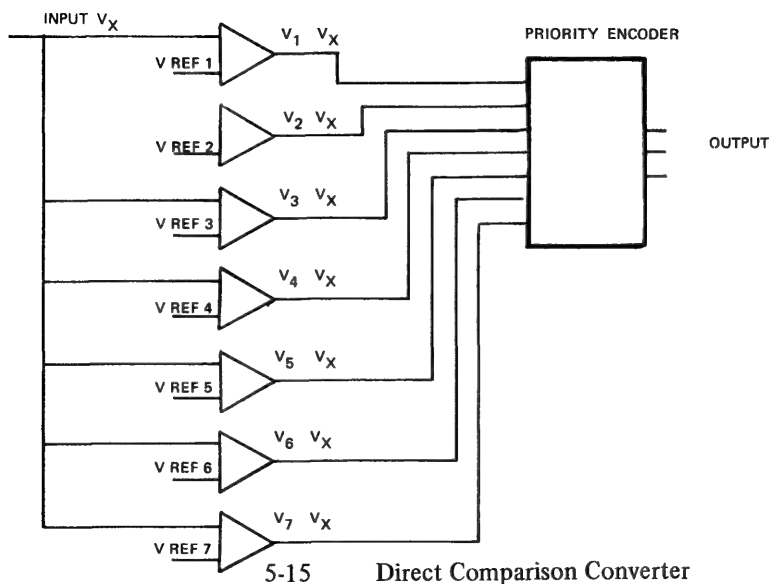 INPUT VX
PRIORITY ENCODER
V1 VX
V REF 1
V2 VX
V REF 2
OUTPUT
V3 VX
V REF 3
V4 VX
V REF 4
V5 VX
V REF 5
V6 VX
V REF 6
V7 VX
V REF 7
5-15 Direct Comparison Converter